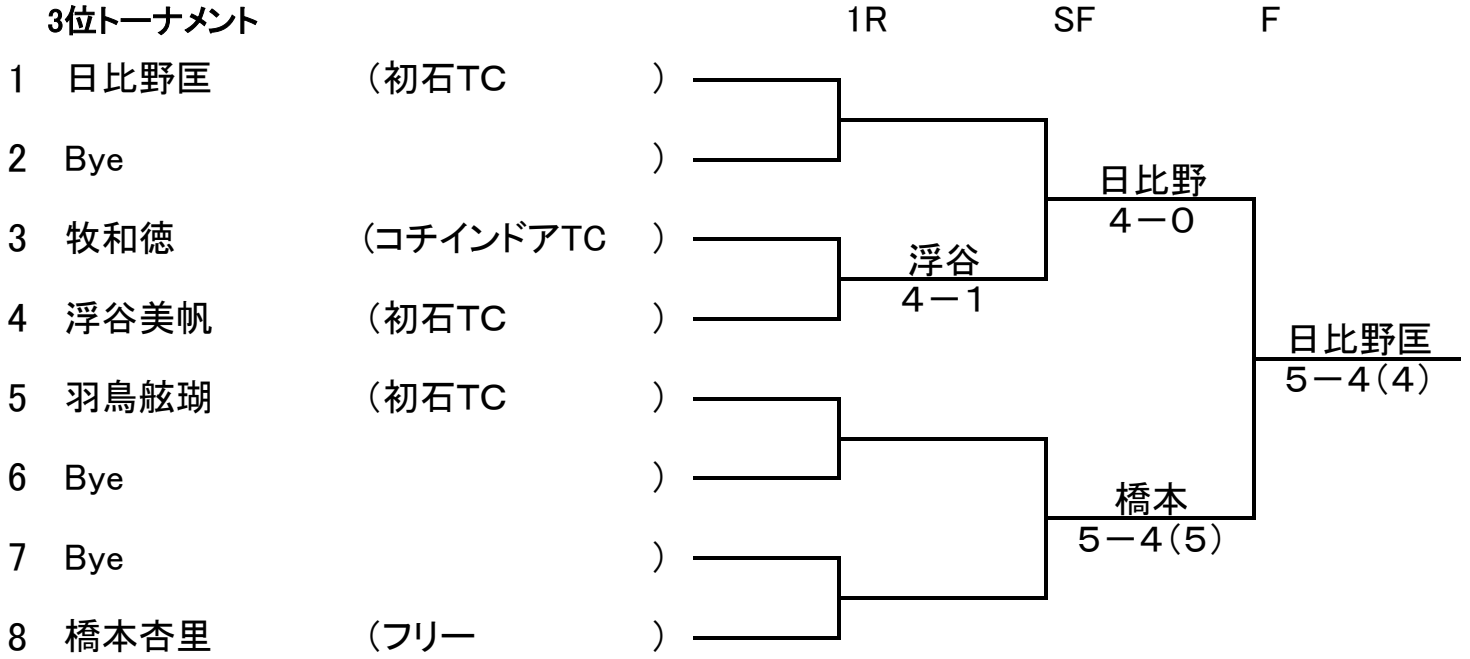 3位トーナメント 1R SF F
1 日比野匡 (初石TC )
2 Bye )
日比野
4-0
3 牧和徳 (コチインドアTC )
浮谷
4-1
4 浮谷美帆 (初石TC )
日比野匡
5-4(4)
5 羽鳥舷瑚 (初石TC )
6 Bye )
橋本
5-4(5)
7 Bye )
8 橋本杏里 (フリー )